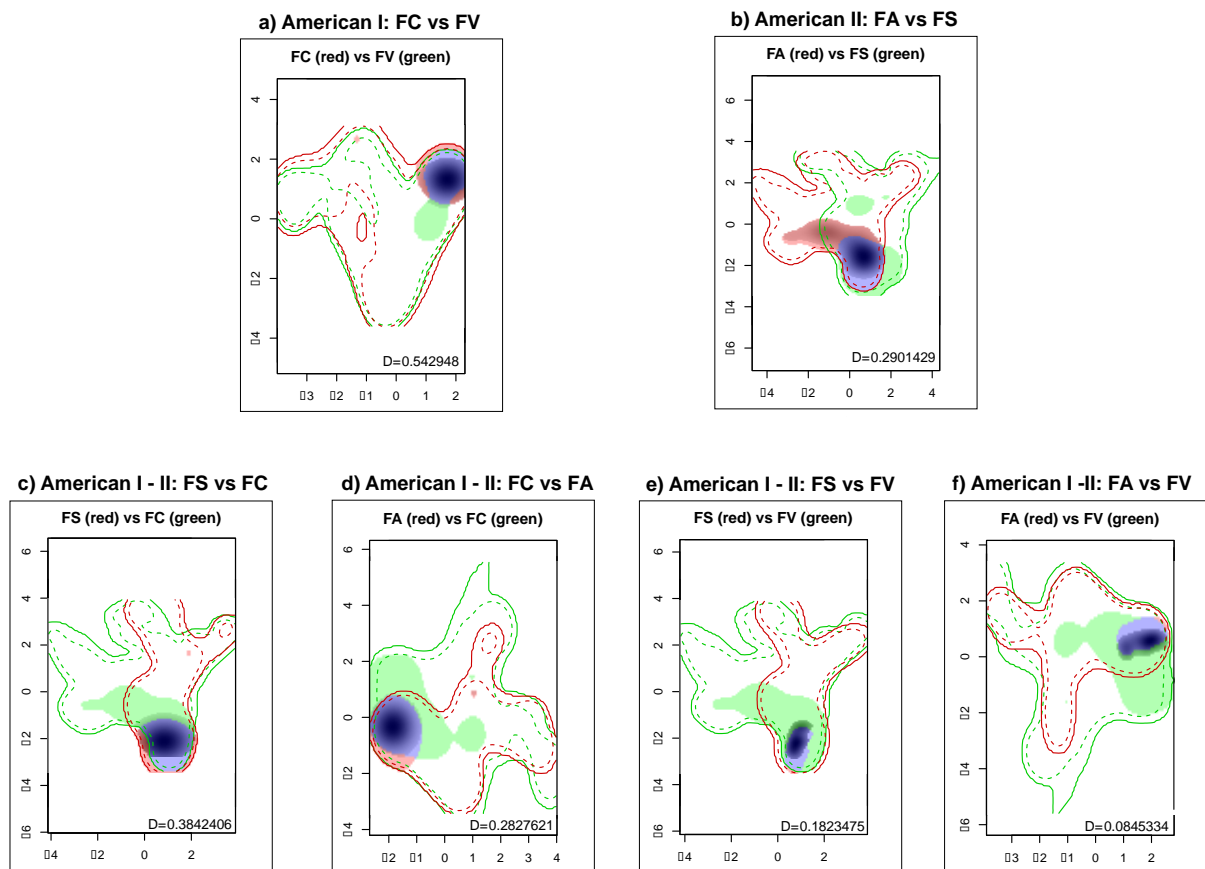 a) American I: FC vs FV
FC (red) vs FV (green)
4
2
0
▯2
▯4
D=0.542948
▯3 ▯2 ▯1 0 1 2
b) American II: FA vs FS
FA (red) vs FS (green)
6
4
2
0
▯2
▯4
▯6
D=0.2901429
▯4 ▯2 0 2 4
c) American I - II: FS vs FC
FS (red) vs FC (green)
6
4
2
0
▯2
▯4
▯6
D=0.3842406
▯4 ▯2 0 2
d) American I - II: FC vs FA
FA (red) vs FC (green)
6
4
2
0
▯2
▯4
D=0.2827621
▯2 ▯1 0 1 2 3 4
e) American I - II: FS vs FV
FS (red) vs FV (green)
6
4
2
0
▯2
▯4
▯6
D=0.1823475
▯4 ▯2 0 2
f) American I -II: FA vs FV
FA (red) vs FV (green)
4
2
0
▯2
▯4
▯6
D=0.0845334
▯3 ▯2 ▯1 0 1 2